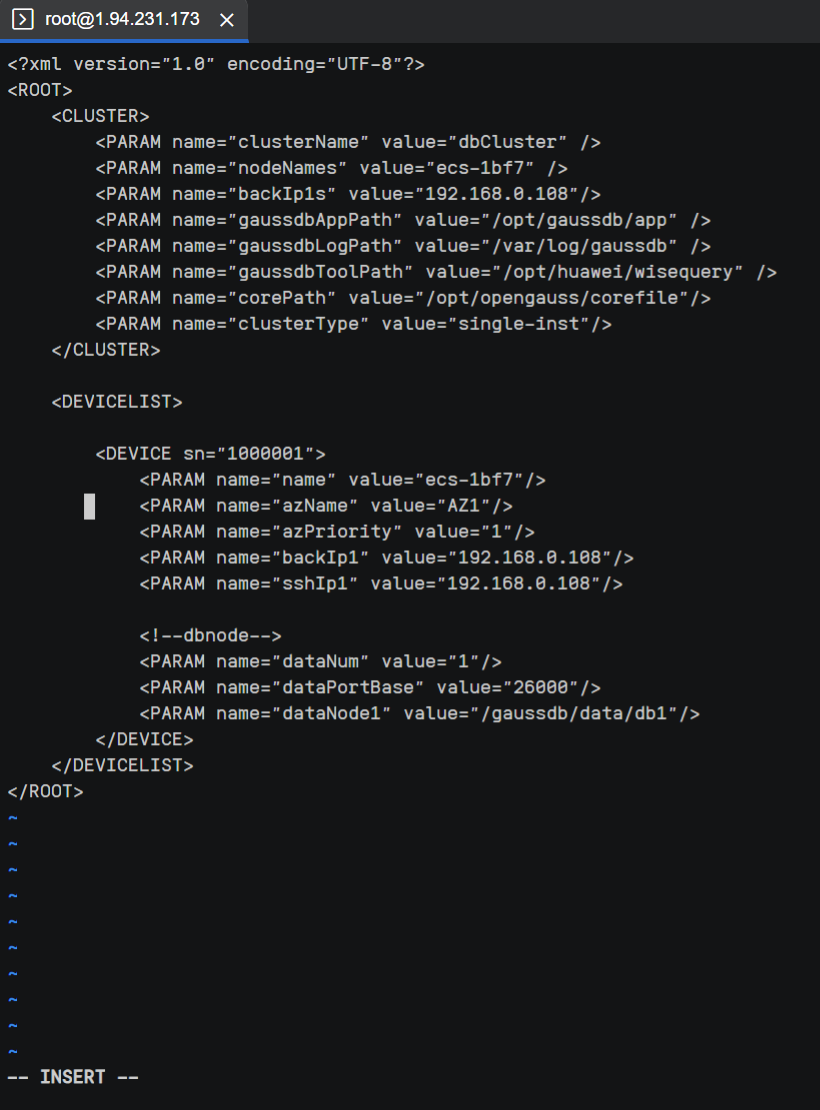 root@1.94.231.173
<?xml version="1.0" encoding="UTF-8"?>
<ROOT>
    <CLUSTER>
        <PARAM name="clusterName" value="dbCluster" />
        <PARAM name="nodeNames" value="ecs-1bf7" />
        <PARAM name="backIp1s" value="192.168.0.108"/>
        <PARAM name="gaussdbAppPath" value="/opt/gaussdb/app" />
        <PARAM name="gaussdbLogPath" value="/var/log/gaussdb" />
        <PARAM name="gaussdbToolPath" value="/opt/huawei/wisequery" />
        <PARAM name="corePath" value="/opt/opengauss/corefile"/>
        <PARAM name="clusterType" value="single-inst"/>
    </CLUSTER>

    <DEVICELIST>

        <DEVICE sn="1000001">
            <PARAM name="name" value="ecs-1bf7"/>
            <PARAM name="azName" value="AZ1"/>
            <PARAM name="azPriority" value="1"/>
            <PARAM name="backIp1" value="192.168.0.108"/>
            <PARAM name="sshIp1" value="192.168.0.108"/>

            <!--dbnode-->
            <PARAM name="dataNum" value="1"/>
            <PARAM name="dataPortBase" value="26000"/>
            <PARAM name="dataNode1" value="/gaussdb/data/db1"/>
        </DEVICE>
    </DEVICELIST>
</ROOT>
~
~
~
~
~
~
~
~
~
~
-- INSERT --